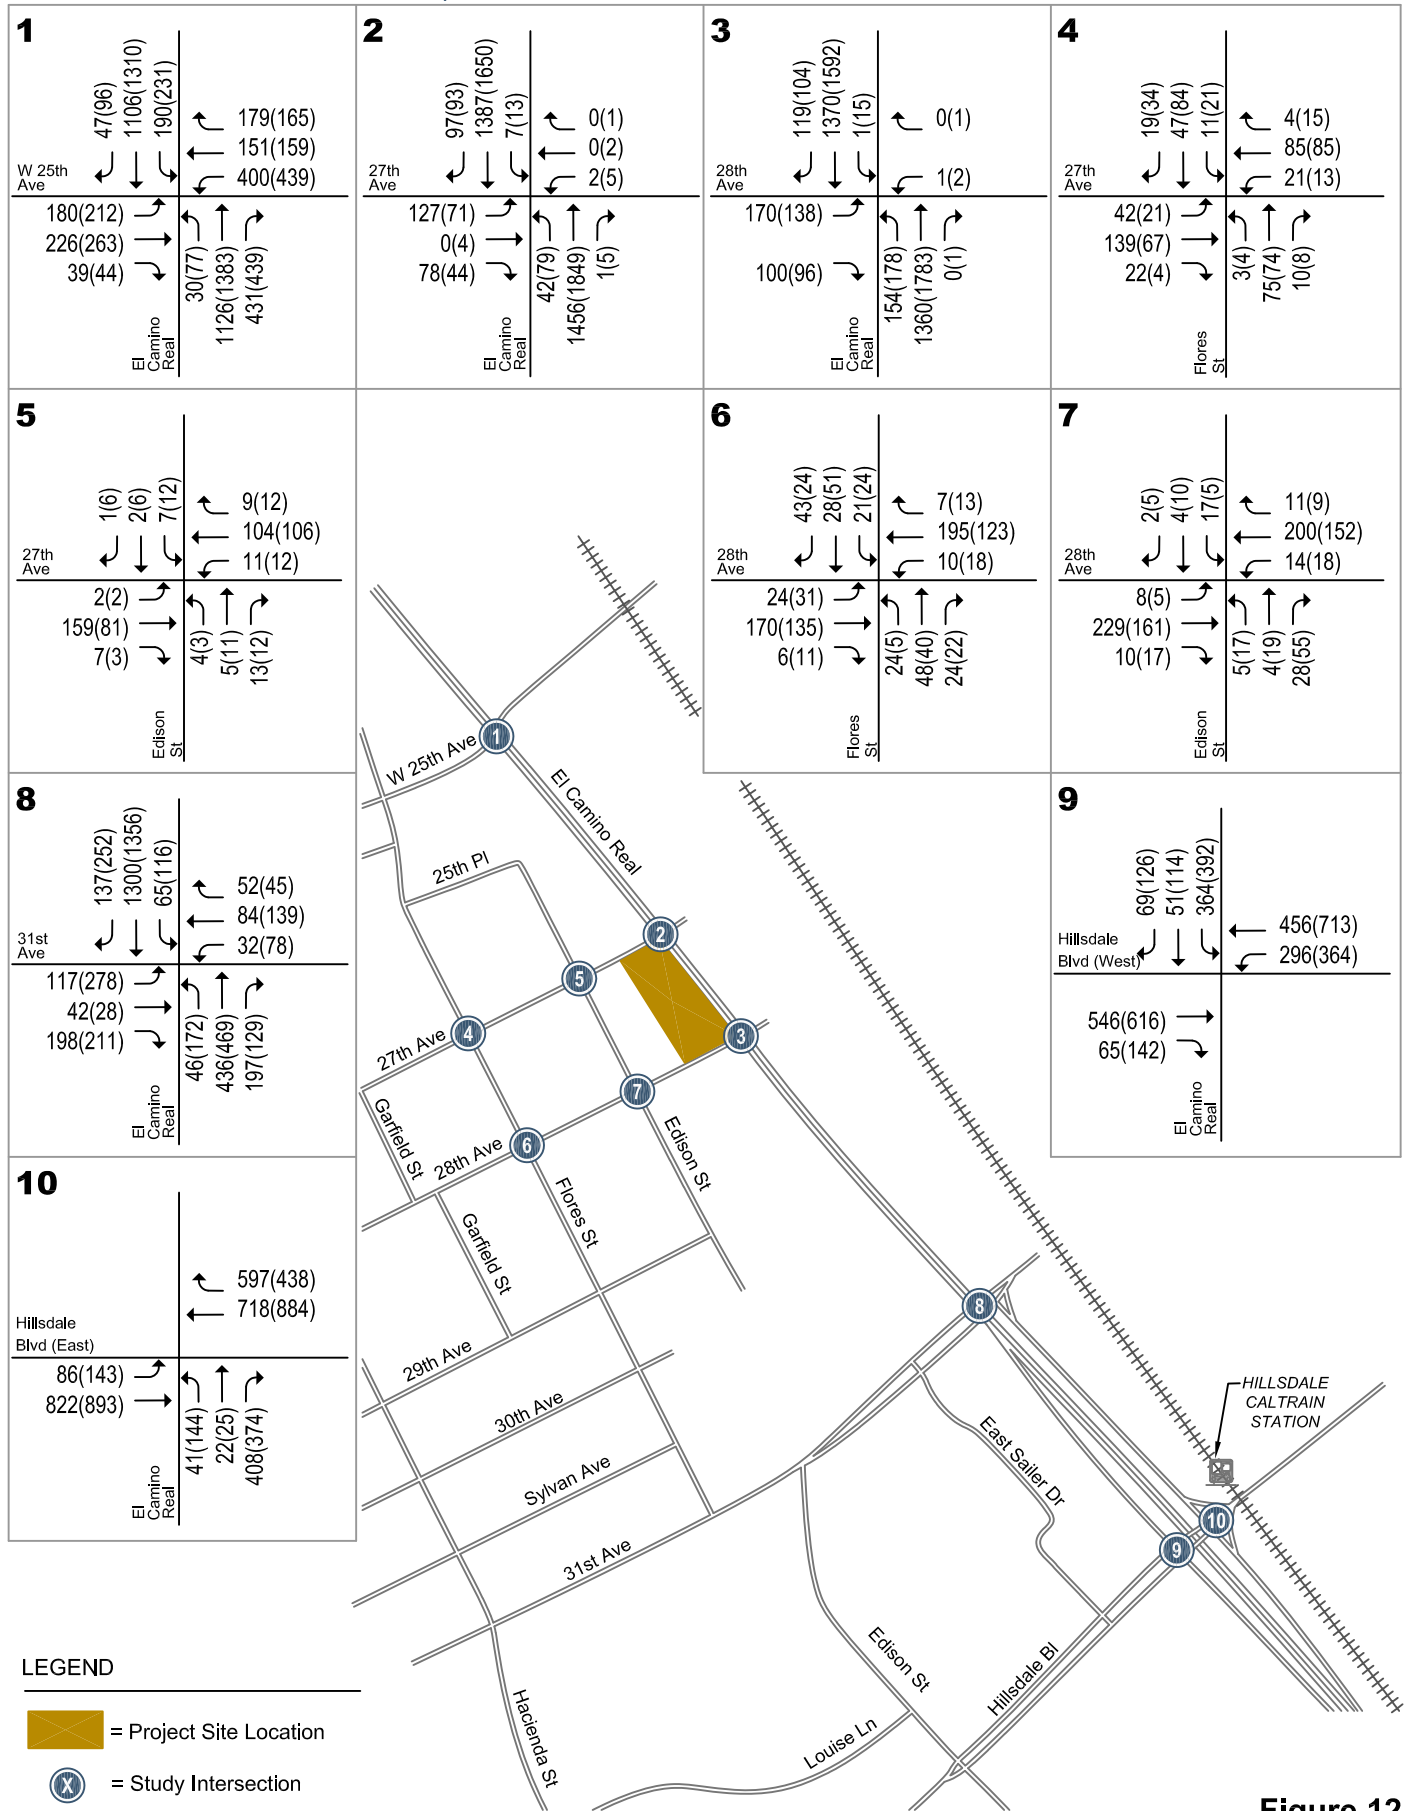 1
47(96)
1106(1310)
190(231)
179(165)
151(159)
400(439)
W 25th
Ave
180(212)
226(263)
39(44)
30(77)
1126(1383)
431(439)
El
Camino
Real
2
97(93)
1387(1650)
7(13)
0(1)
0(2)
2(5)
27th
Ave
127(71)
0(4)
78(44)
42(79)
1456(1849)
1(5)
El
Camino
Real
3
119(104)
1370(1592)
1(15)
0(1)
1(2)
28th
Ave
170(138)
100(96)
154(178)
1360(1783)
0(1)
El
Camino
Real
4
19(34)
47(84)
11(21)
4(15)
85(85)
21(13)
27th
Ave
42(21)
139(67)
22(4)
3(4)
75(74)
10(8)
Flores
St
5
1(6)
2(6)
7(12)
9(12)
104(106)
11(12)
27th
Ave
2(2)
159(81)
7(3)
4(3)
5(11)
13(12)
Edison
St
6
43(24)
28(51)
21(24)
7(13)
195(123)
10(18)
28th
Ave
24(31)
170(135)
6(11)
24(5)
48(40)
24(22)
Flores
St
7
2(5)
4(10)
17(5)
11(9)
200(152)
14(18)
28th
Ave
8(5)
229(161)
10(17)
5(17)
4(19)
28(55)
Edison
St
8
137(252)
1300(1356)
65(116)
52(45)
84(139)
32(78)
31st
Ave
117(278)
42(28)
198(211)
46(172)
436(469)
197(129)
El
Camino
Real
9
69(126)
51(114)
364(392)
456(713)
296(364)
Hillsdale
Blvd (West)
546(616)
65(142)
El
Camino
Real
10
597(438)
718(884)
Hillsdale
Blvd (East)
86(143)
822(893)
41(144)
22(25)
408(374)
El
Camino
Real
1
W 25th Ave
El Camino Real
25th Pl
2
5
4
3
27th Ave
7
Garfield St
6
28th Ave
Edison St
Flores St
Garfield St
8
29th Ave
HILLSDALE
CALTRAIN
STATION
30th Ave
East Sailer Dr
Sylvan Ave
10
9
31st Ave
Edison St
Hillsdale Bl
Hacienda St
Louise Ln
LEGEND
= Project Site Location
X
= Study Intersection
Figure 12